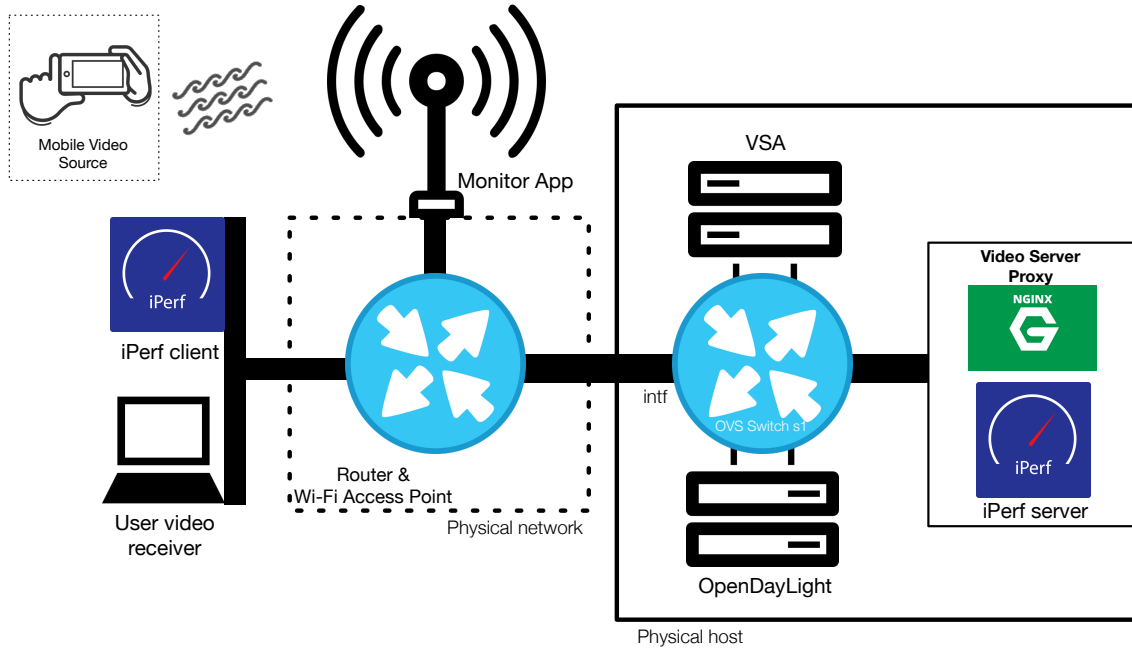 Mobile Video
Source
Monitor App
VSA
Video Server
Proxy
NGINX
iPerf
iPerf client
intf
OVS Switch s1
iPerf
iPerf server
User video
receiver
Router &
Wi-Fi Access Point
Physical network
OpenDayLight
Physical host